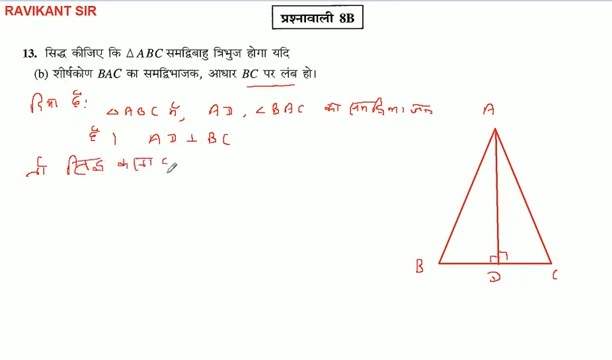 RAVIKANT SIR
प्रश्नावली 8B
13. सिद्ध कीजिए कि △ ABC समद्विबाहु त्रिभुज होगा यदि
(b) शीर्षकोण BAC का समद्विभाजक, आधार BC पर लंब हो।
दिया है: △ABC में, AD, ∠BAC का समद्विभाजक
है। AD ⊥ BC
सिद्ध करना
A
B
D
C